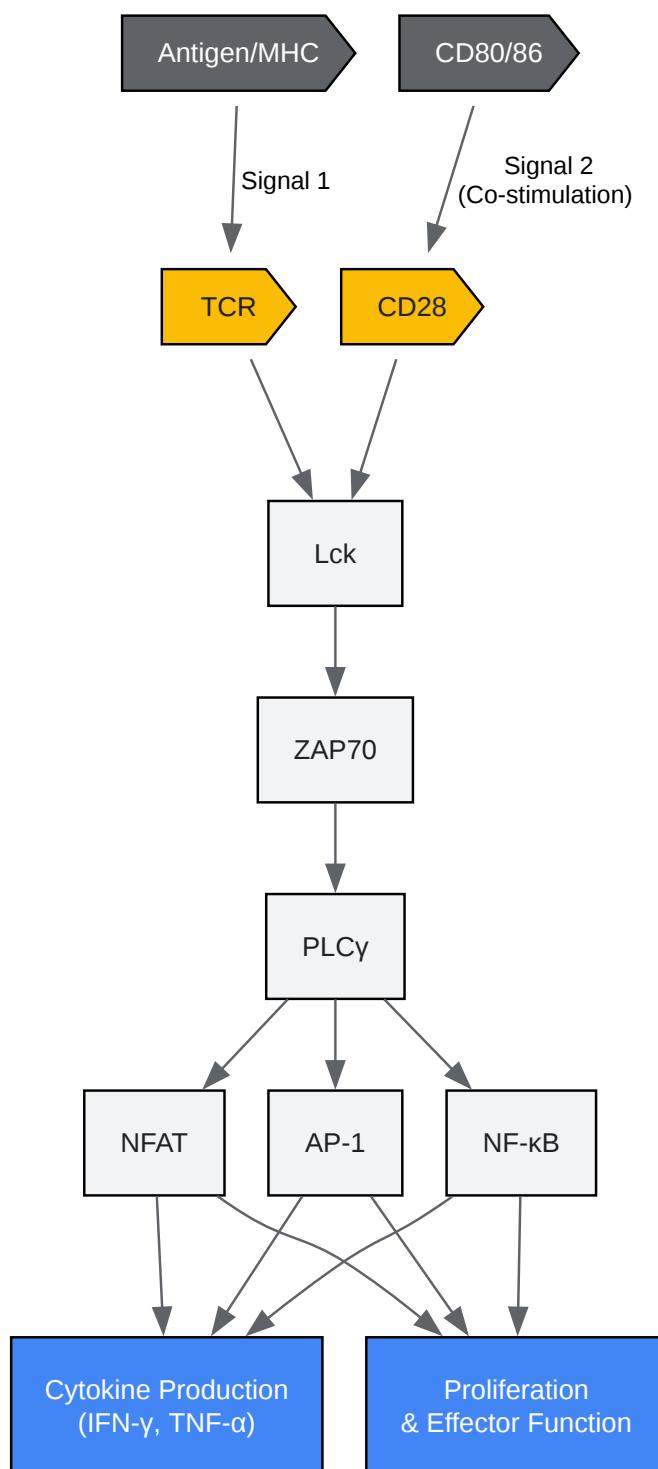 Antigen/MHC
CD80/86
Signal 1
Signal 2
(Co-stimulation)
TCR
CD28
Lck
ZAP70
PLCγ
NFAT
AP-1
NF-κB
Cytokine Production
(IFN-γ, TNF-α)
Proliferation
& Effector Function